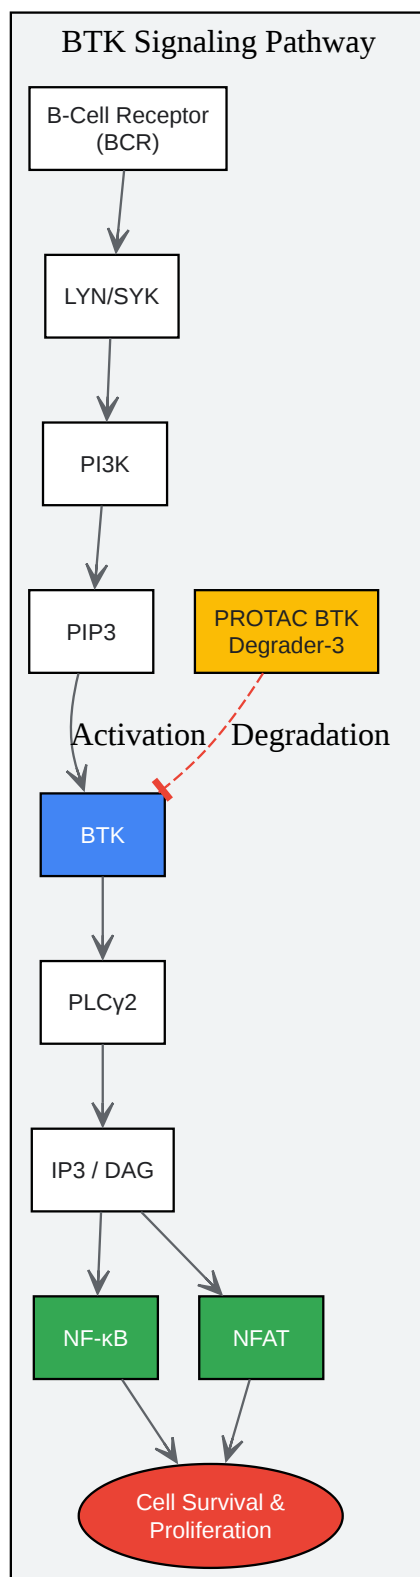 BTK Signaling Pathway
B-Cell Receptor
(BCR)
LYN/SYK
PI3K
PIP3
PROTAC BTK
Degrader-3
Activation
Degradation
BTK
PLCγ2
IP3 / DAG
NF-κB
NFAT
Cell Survival &
Proliferation